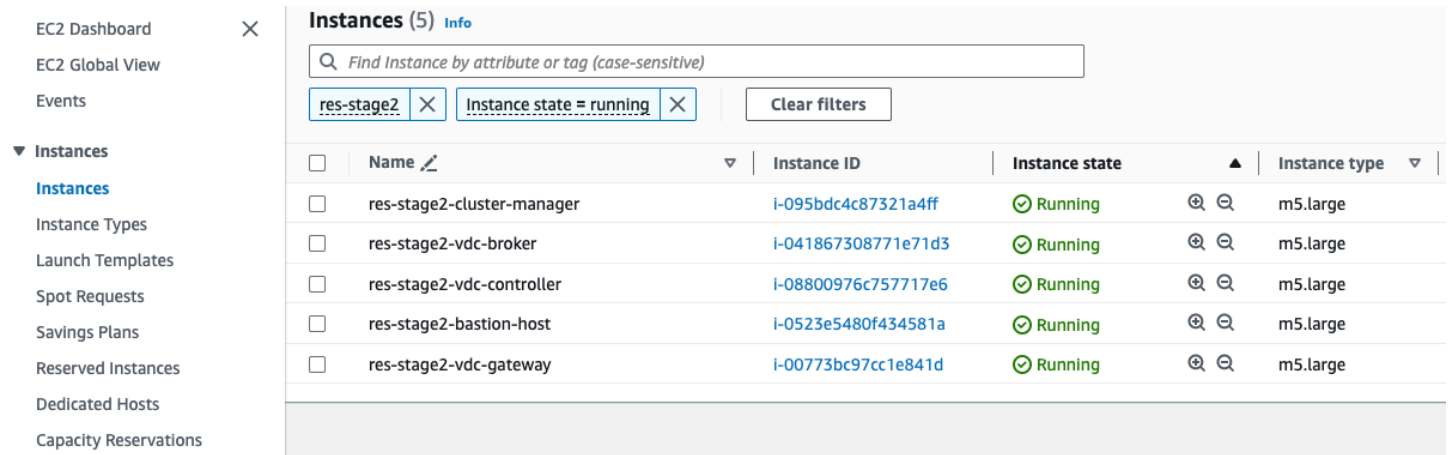 EC2 Dashboard
EC2 Global View
Events
Instances
Instances
Instance Types
Launch Templates
Spot Requests
Savings Plans
Reserved Instances
Dedicated Hosts
Capacity Reservations
Instances (5) Info
Find Instance by attribute or tag (case-sensitive)
res-stage2 Instance state = running Clear filters
Name Instance ID Instance state Instance type
res-stage2-cluster-manager i-095bdc4c87321a4ff Running m5.large
res-stage2-vdc-broker i-041867308771e71d3 Running m5.large
res-stage2-vdc-controller i-08800976c757717e6 Running m5.large
res-stage2-bastion-host i-0523e5480f434581a Running m5.large
res-stage2-vdc-gateway i-00773bc97cc1e841d Running m5.large